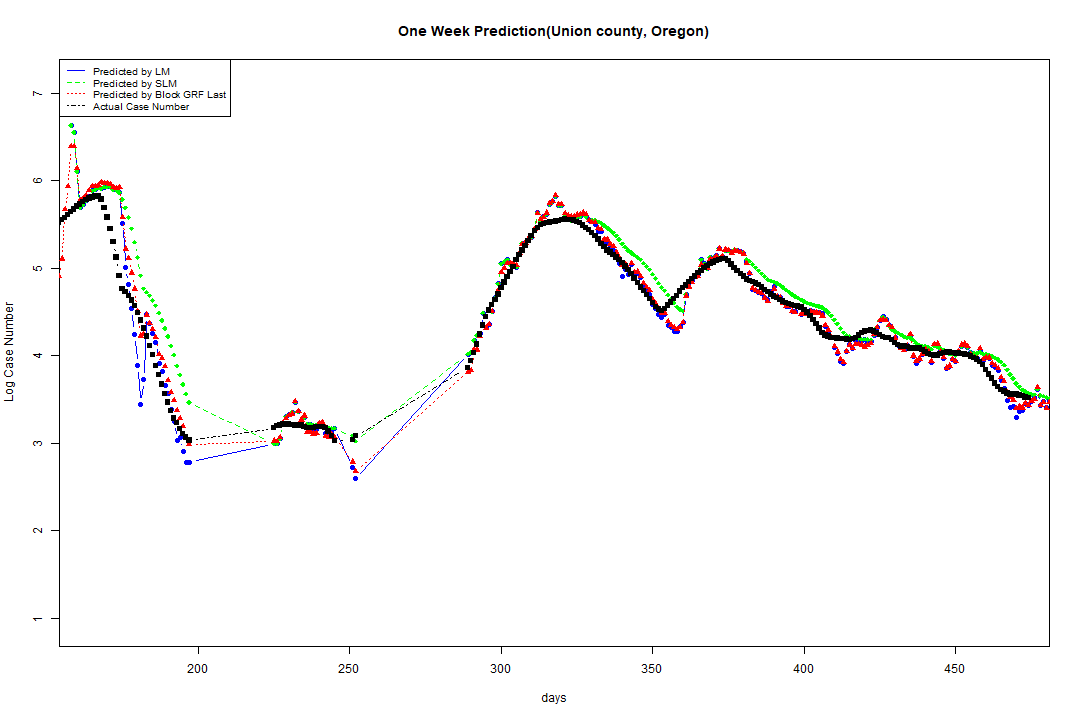 One Week Prediction(Union county, Oregon)
Predicted by LM
Predicted by SLM
Predicted by Block GRF Last
Actual Case Number
7
6
5
4
3
2
1
Log Case Number
200 250 300 350 400 450
days